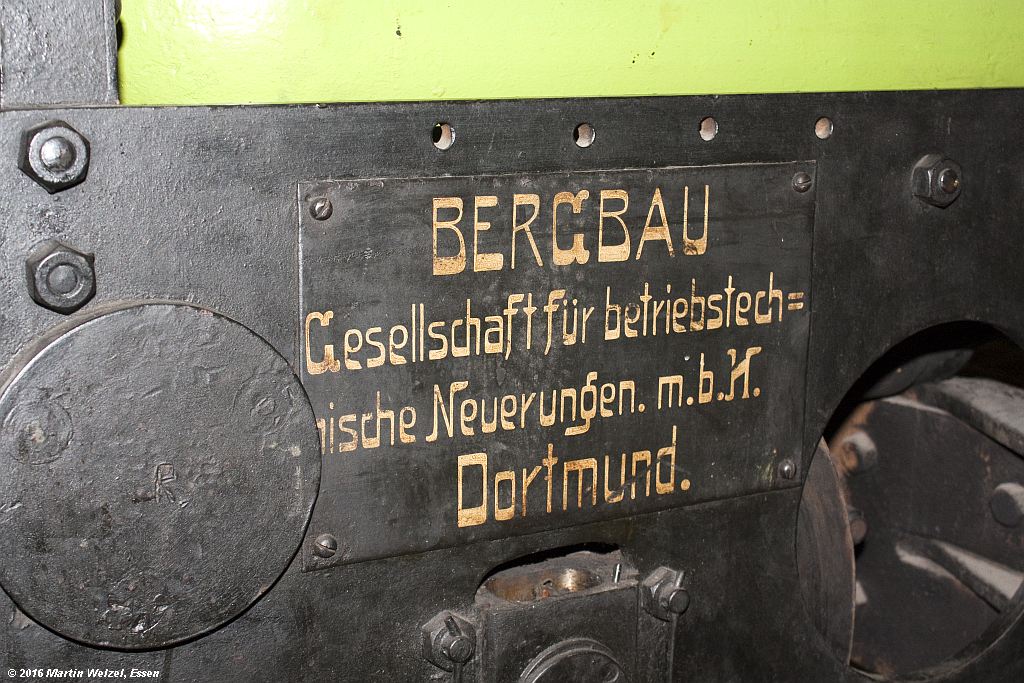 BERGBAU
Gesellschaft für betriebstech=
nische Neuerungen. m.b.H.
Dortmund.
R
© 2016 Martin Welzel, Essen